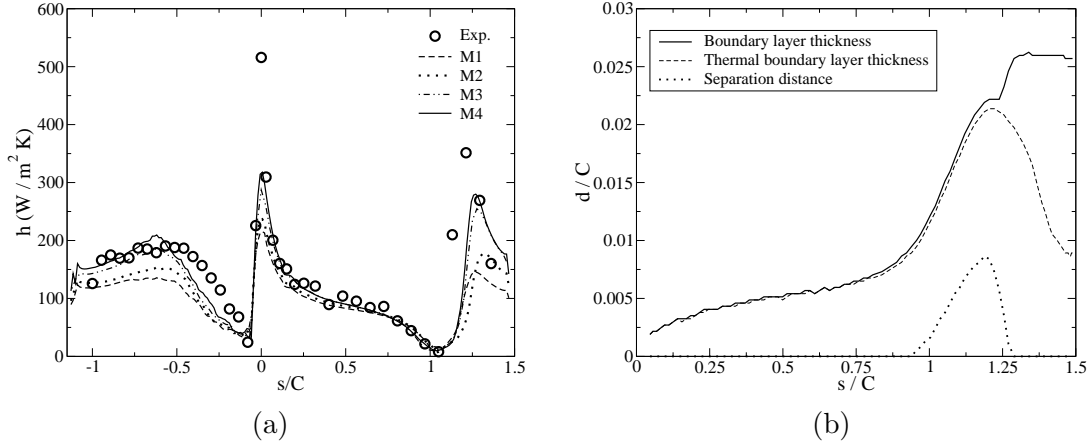 600
500
400
300
200
100
0
h (W / m² K)
-1
-0.5
0
0.5
1
1.5
s/C
Exp.
M1
M2
M3
M4
(a)
0.03
0.025
0.02
0.015
0.01
0.005
0
d / C
0
0.25
0.5
0.75
1
1.25
1.5
s / C
Boundary layer thickness
Thermal boundary layer thickness
Separation distance
(b)